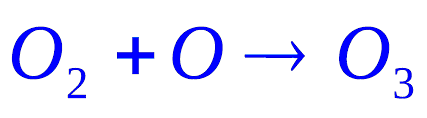 O₂ + O → O₃